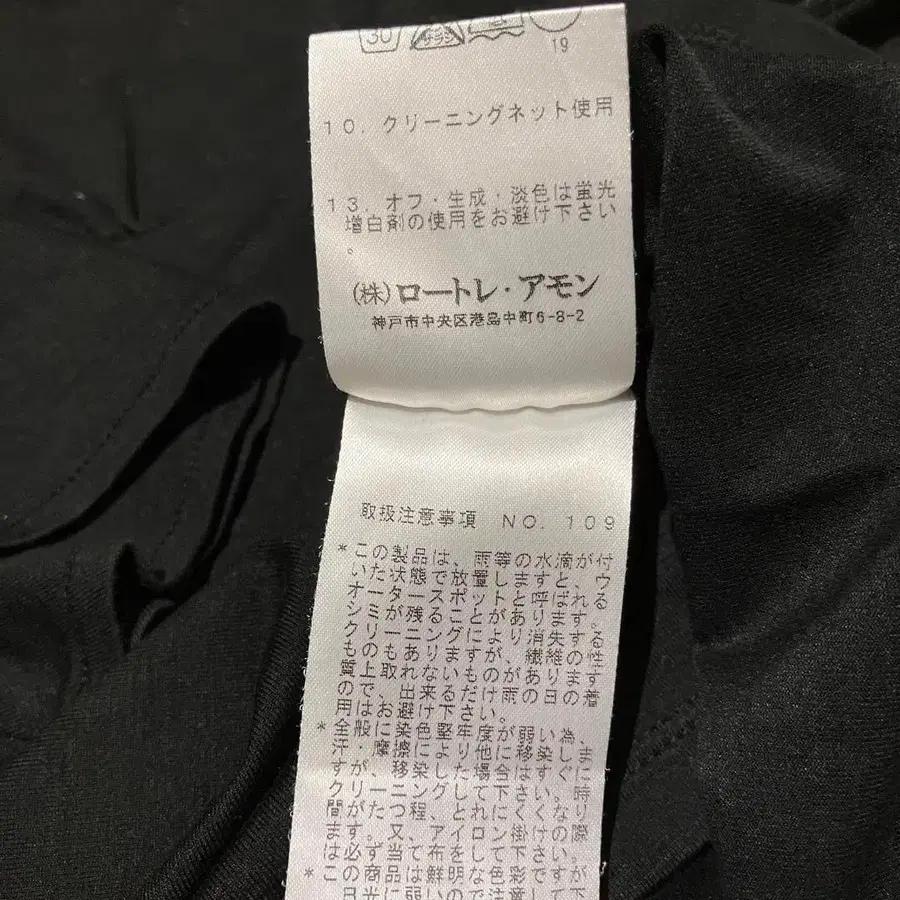 30
19
10. クリーニングネット使用
13. オフ・生成・淡色は蛍光
増白剤の使用をお避け下さい
。
(株)ロートレ・アモン
神戸市中央区港島中町6-8-2
取扱注意事項 NO. 109
*この製品は、雨等の水滴が付
いた状態で放置しますと、ウ
オータースポットと呼ばれる
シミが残ることがあります。
クリーニングにより消失する
ものもありますが、繊維の性
質上取れないものがあります
ので、出来るだけ雨の日の着
用はお避け下さい。
*全般に染色堅牢度が弱い為、
汗・摩擦により他に移染しま
すが、移染した場合はすぐに
クリーニングして下さい。時
間がたつ程、とれにくくなり
ます。又、アイロン掛けの際
は必ず当て布をして下さい。
*この商品は鮮明な色彩ですが
日光に弱いので注意して下